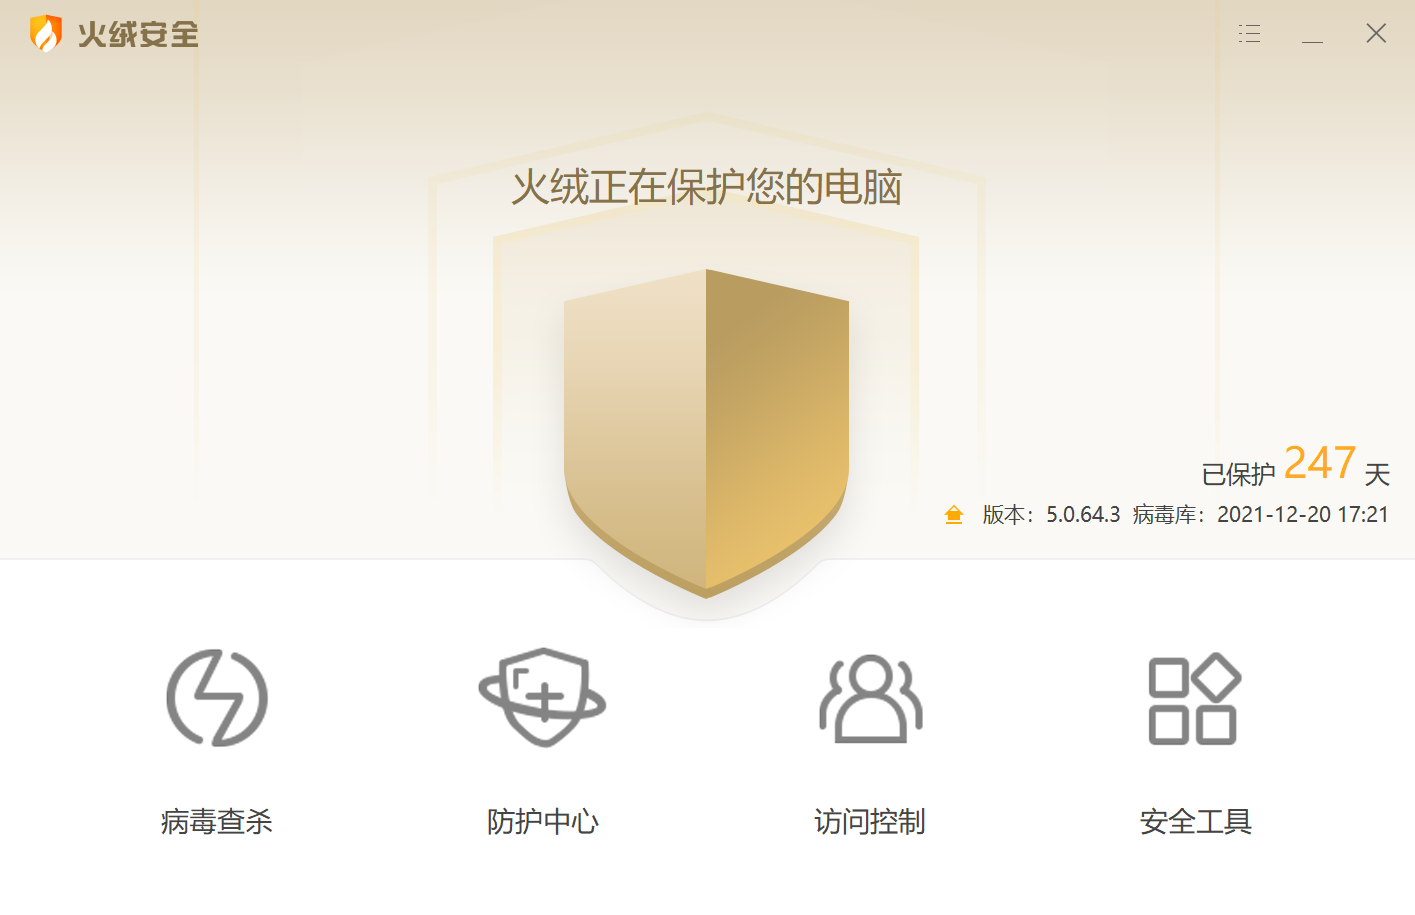 火绒安全
火绒正在保护您的电脑
已保护 247 天
版本：5.0.64.3 病毒库：2021-12-20 17:21
病毒查杀
防护中心
访问控制
安全工具